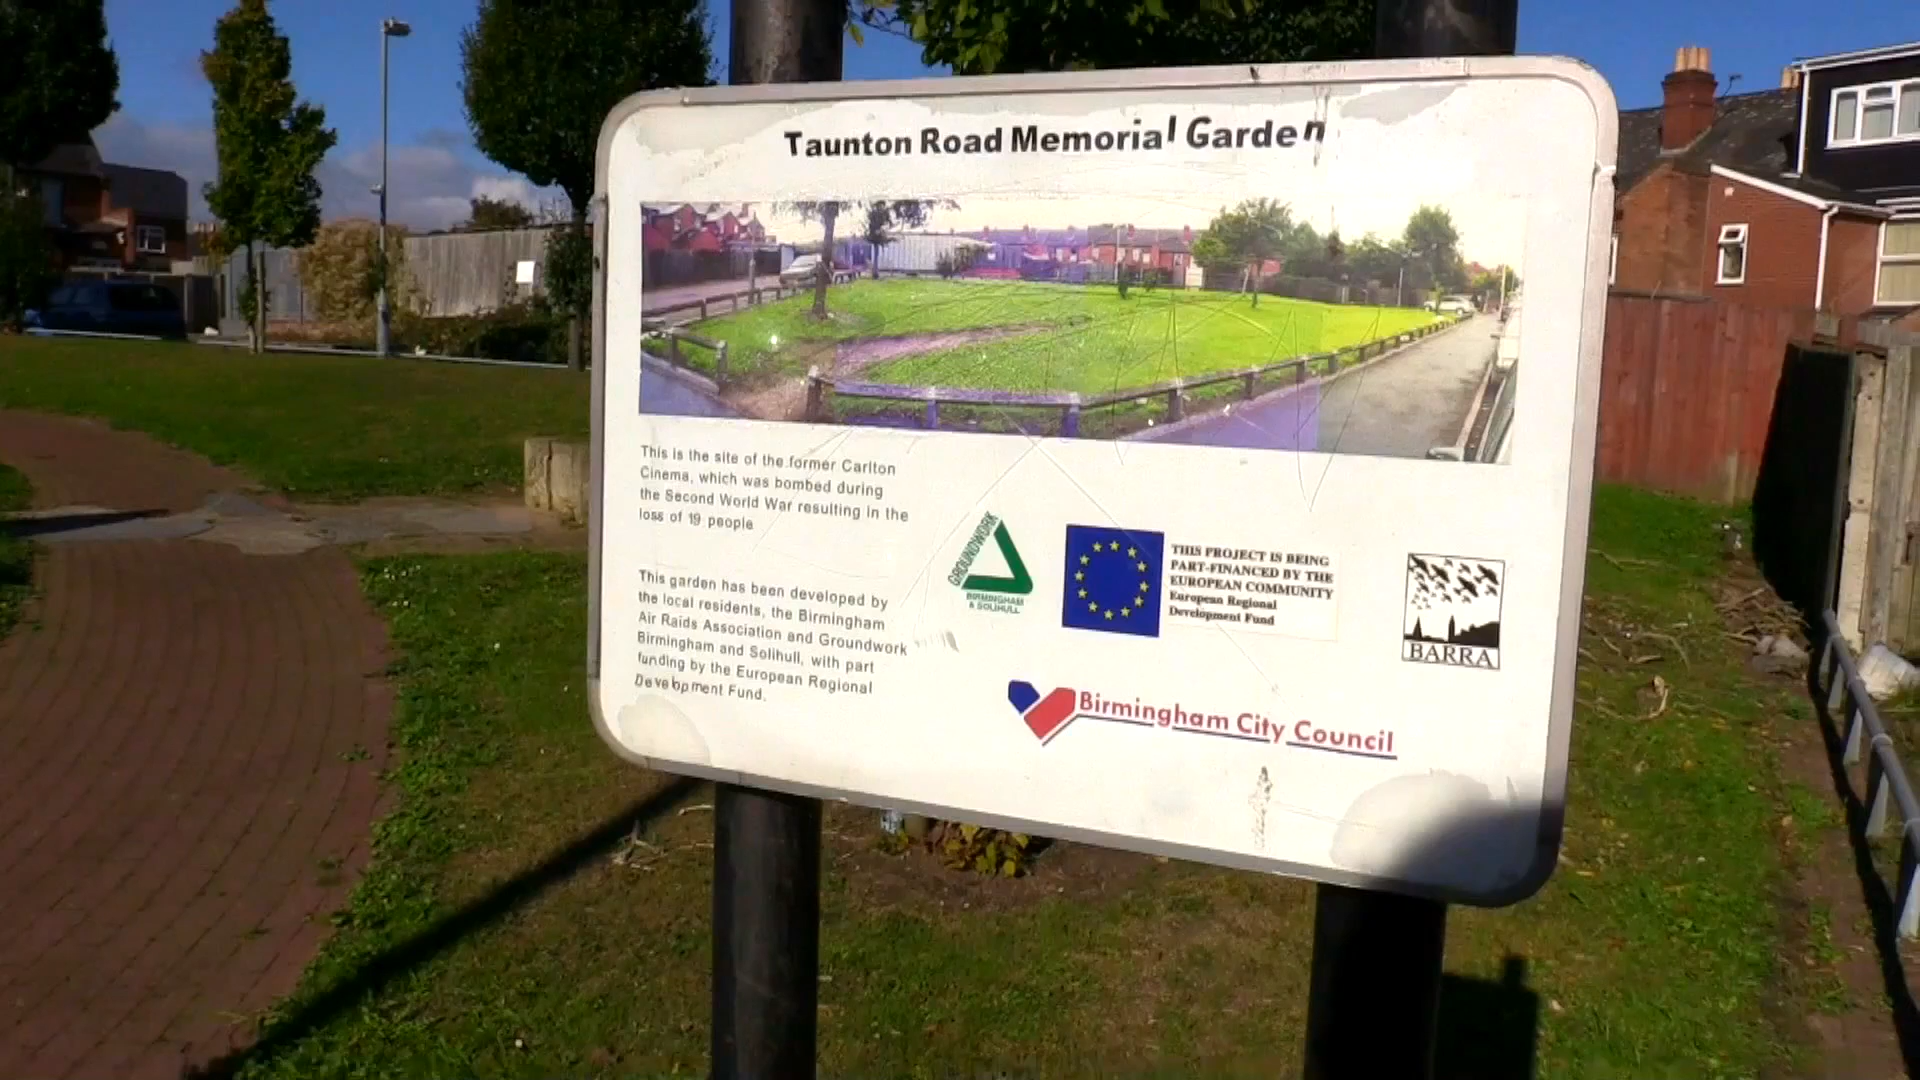 Taunton Road Memorial Garden
This is the site of the former Carlton
Cinema, which was bombed during
the Second World War resulting in the
loss of 19 people
This garden has been developed by
the local residents, the Birmingham
Air Raids Association and Groundwork
Birmingham and Solihull, with part
funding by the European Regional
Development Fund.
GROUNDWORK
BIRMINGHAM
& SOLIHULL
THIS PROJECT IS BEING
PART-FINANCED BY THE
EUROPEAN COMMUNITY
European Regional
Development Fund
BARRA
Birmingham City Council